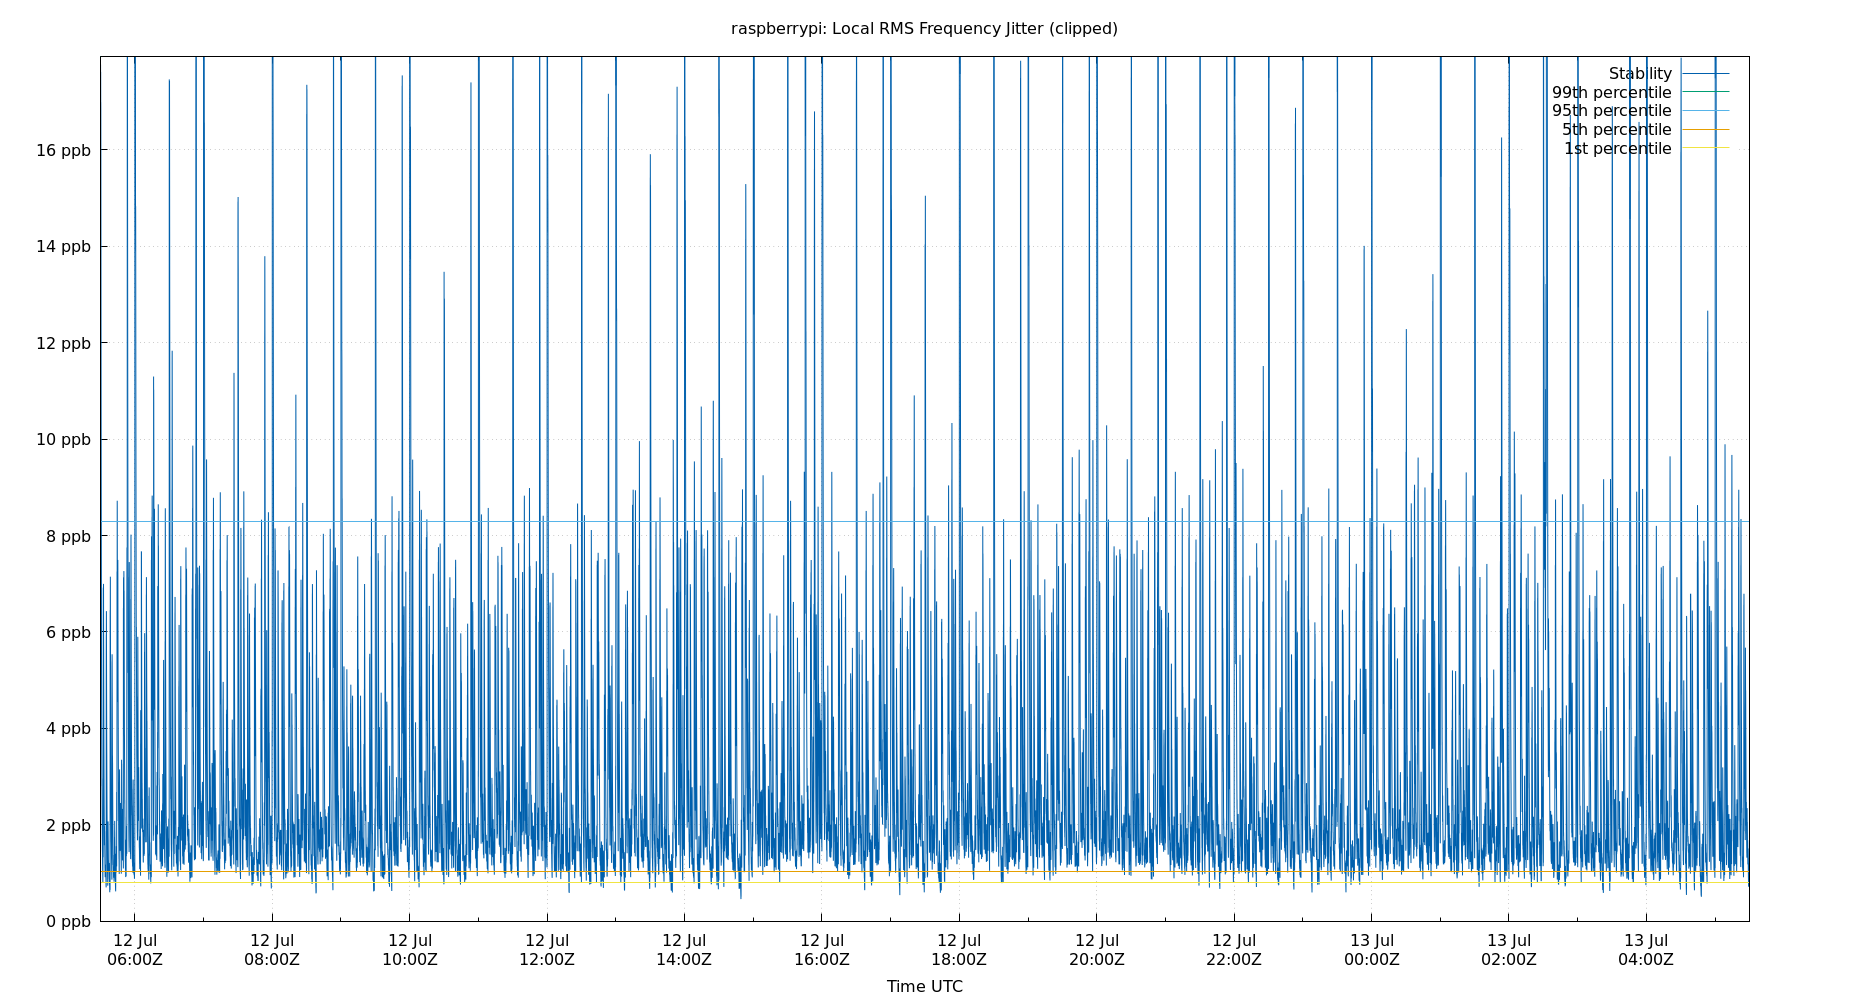 raspberrypi: Local RMS Frequency Jitter (clipped)
Stability
99th percentile
95th percentile
5th percentile
1st percentile
16 ppb
14 ppb
12 ppb
10 ppb
8 ppb
6 ppb
4 ppb
2 ppb
0 ppb
12 Jul 12 Jul 12 Jul 12 Jul 12 Jul 12 Jul 12 Jul 12 Jul 12 Jul 13 Jul 13 Jul 13 Jul
06:00Z 08:00Z 10:00Z 12:00Z 14:00Z 16:00Z 18:00Z 20:00Z 22:00Z 00:00Z 02:00Z 04:00Z
Time UTC